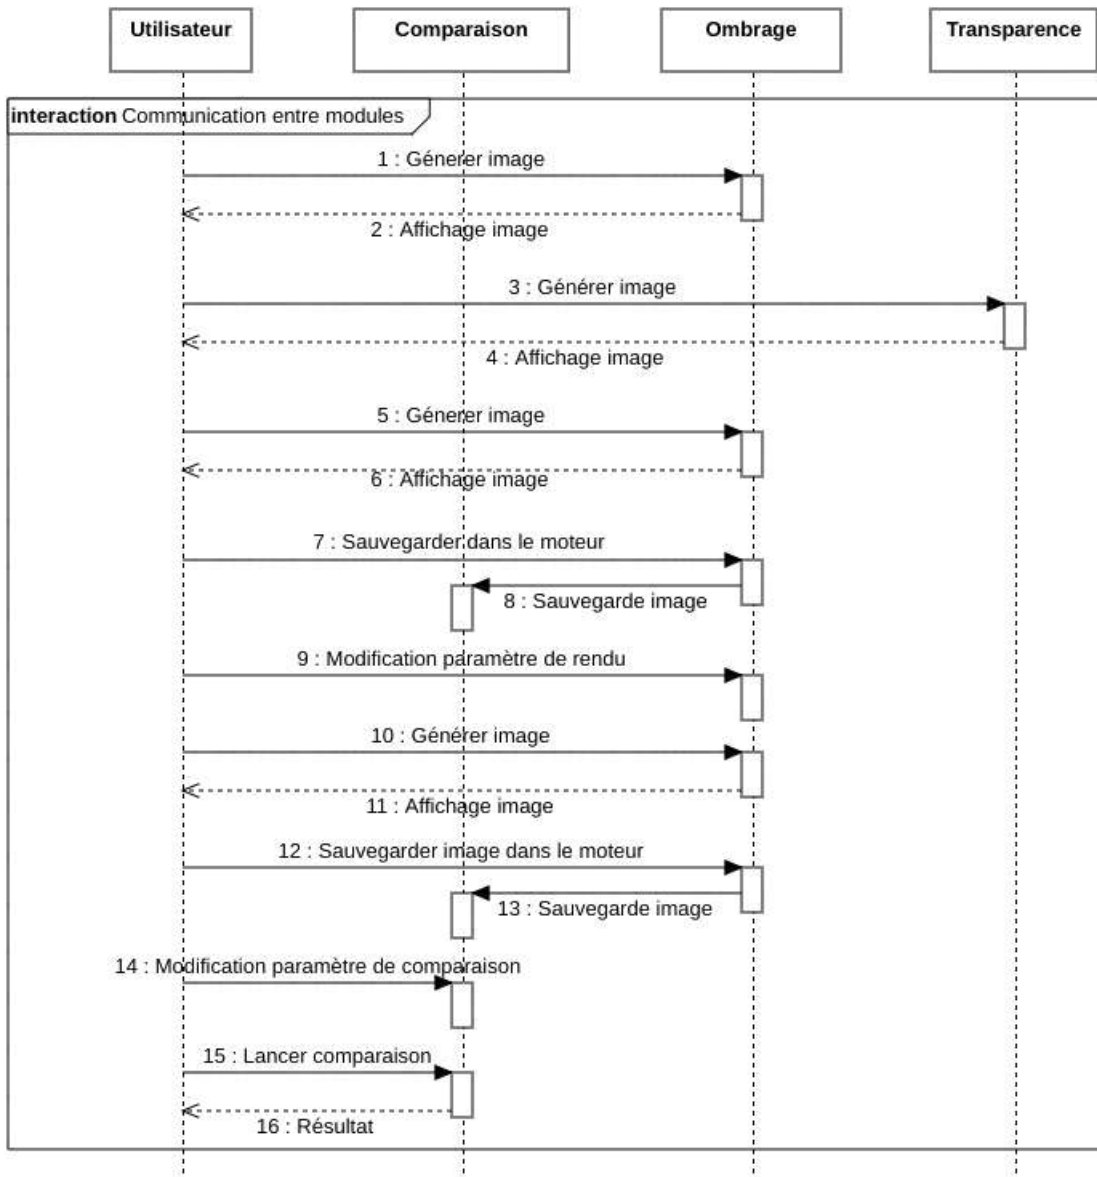 Utilisateur
Comparaison
Ombrage
Transparence
interaction Communication entre modules
1 : Génerer image
2 : Affichage image
3 : Générer image
4 : Affichage image
5 : Génerer image
6 : Affichage image
7 : Sauvegarder dans le moteur
8 : Sauvegarde image
9 : Modification paramètre de rendu
10 : Générer image
11 : Affichage image
12 : Sauvegarder image dans le moteur
13 : Sauvegarde image
14 : Modification paramètre de comparaison
15 : Lancer comparaison
16 : Résultat